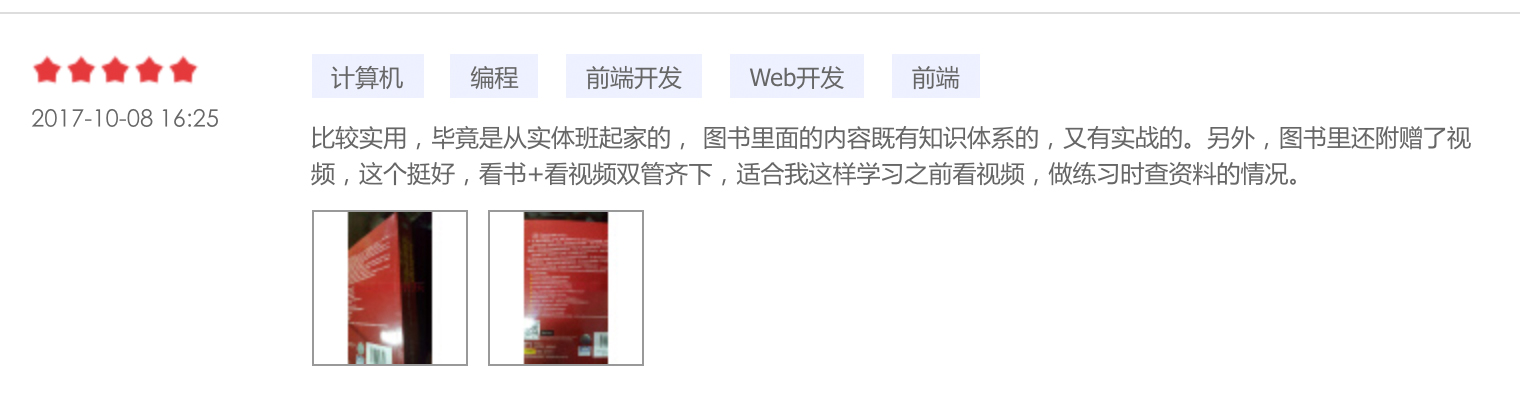 计算机 编程 前端开发 Web开发 前端
2017-10-08 16:25
比较实用，毕竟是从实体班起家的， 图书里面的内容既有知识体系的，又有实战的。另外，图书里还附赠了视
频，这个挺好，看书+看视频双管齐下，适合我这样学习之前看视频，做练习时查资料的情况。